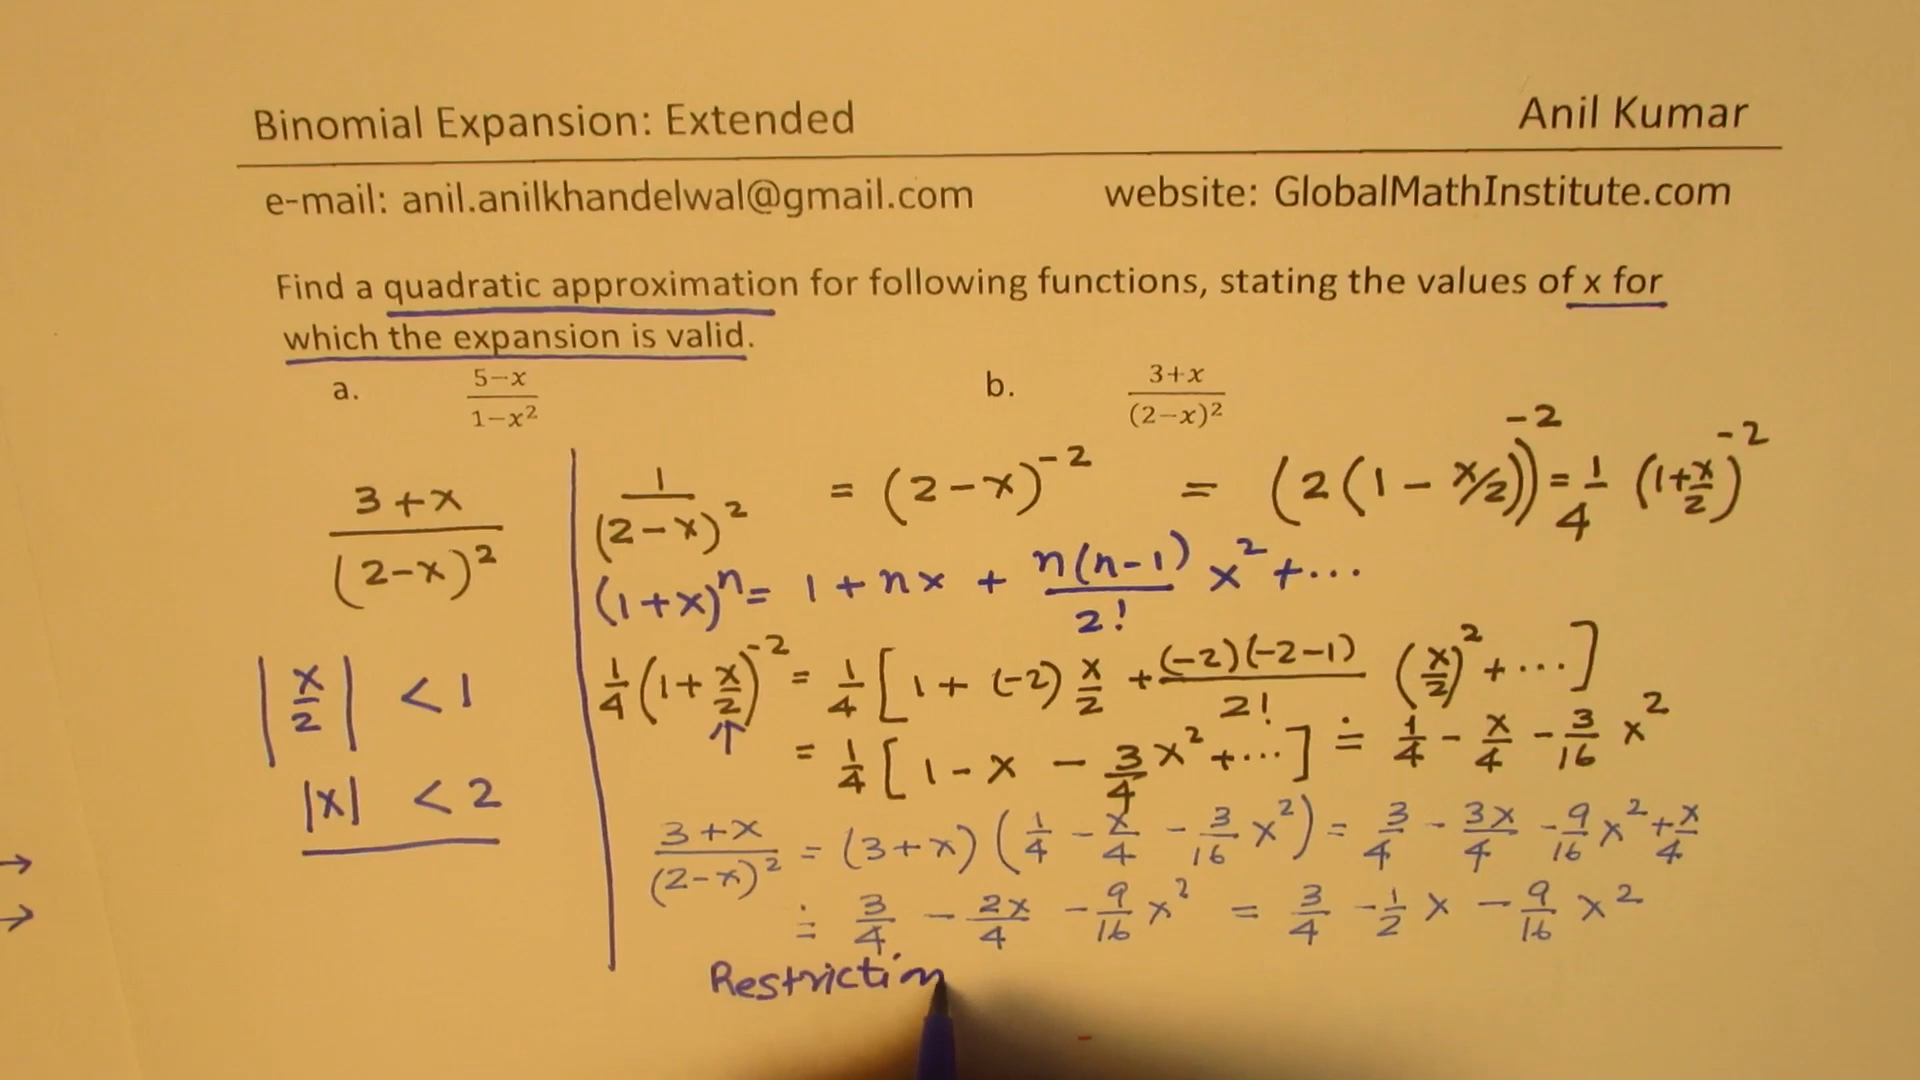 Binomial Expansion: Extended Anil Kumar
e-mail: anil.anilkhandelwal@gmail.com website: GlobalMathInstitute.com
Find a quadratic approximation for following functions, stating the values of x for
which the expansion is valid.
a. (5−x)/(1−x²) b. (3+x)/(2−x)²
(3+x)/(2−x)²
|x/2| < 1
|x| < 2
1/(2−x)² = (2−x)⁻² = (2(1−x/2))⁻² = 1/4 (1+x/2)⁻²
(1+x)ⁿ = 1 + nx + n(n−1)/2! x² + ...
1/4 (1+x/2)⁻² = 1/4 [1 + (−2) x/2 + (−2)(−2−1)/2! (x/2)² + ...]
↑
= 1/4 [1 − x − 3/4 x² + ...] ≐ 1/4 − x/4 − 3/16 x²
(3+x)/(2−x)² = (3+x)(1/4 − x/4 − 3/16 x²) = 3/4 − 3x/4 − 9/16 x² + x/4
≐ 3/4 − 2x/4 − 9/16 x² = 3/4 − 1/2 x − 9/16 x²
Restriction
→
→